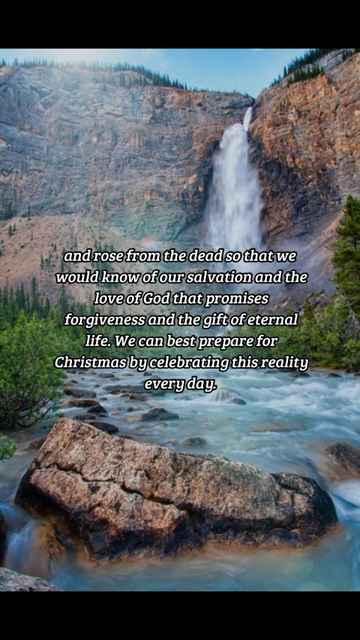 and rose from the dead so that we
would know of our salvation and the
love of God that promises
forgiveness and the gift of eternal
life. We can best prepare for
Christmas by celebrating this reality
every day.